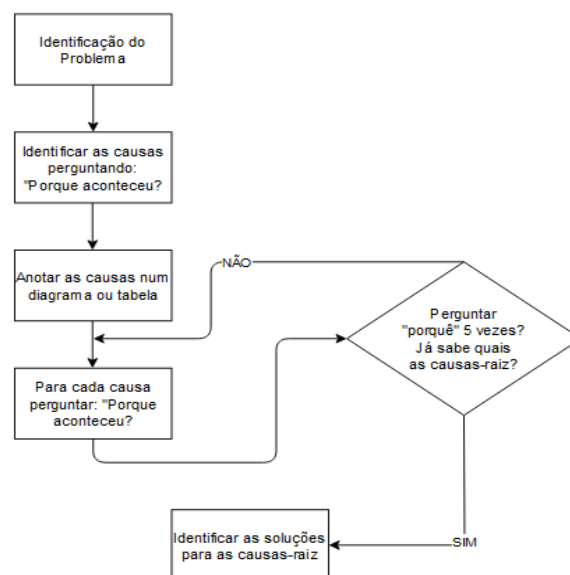 Identificação do
Problema
Identificar as causas
perguntando:
"Porque aconteceu?
Anotar as causas num
diagrama ou tabela
NÃO
Perguntar
"porquê" 5 vezes?
Já sabe quais
as causas-raiz?
Para cada causa
perguntar: "Porque
aconteceu?
Identificar as soluções
para as causas-raiz
SIM